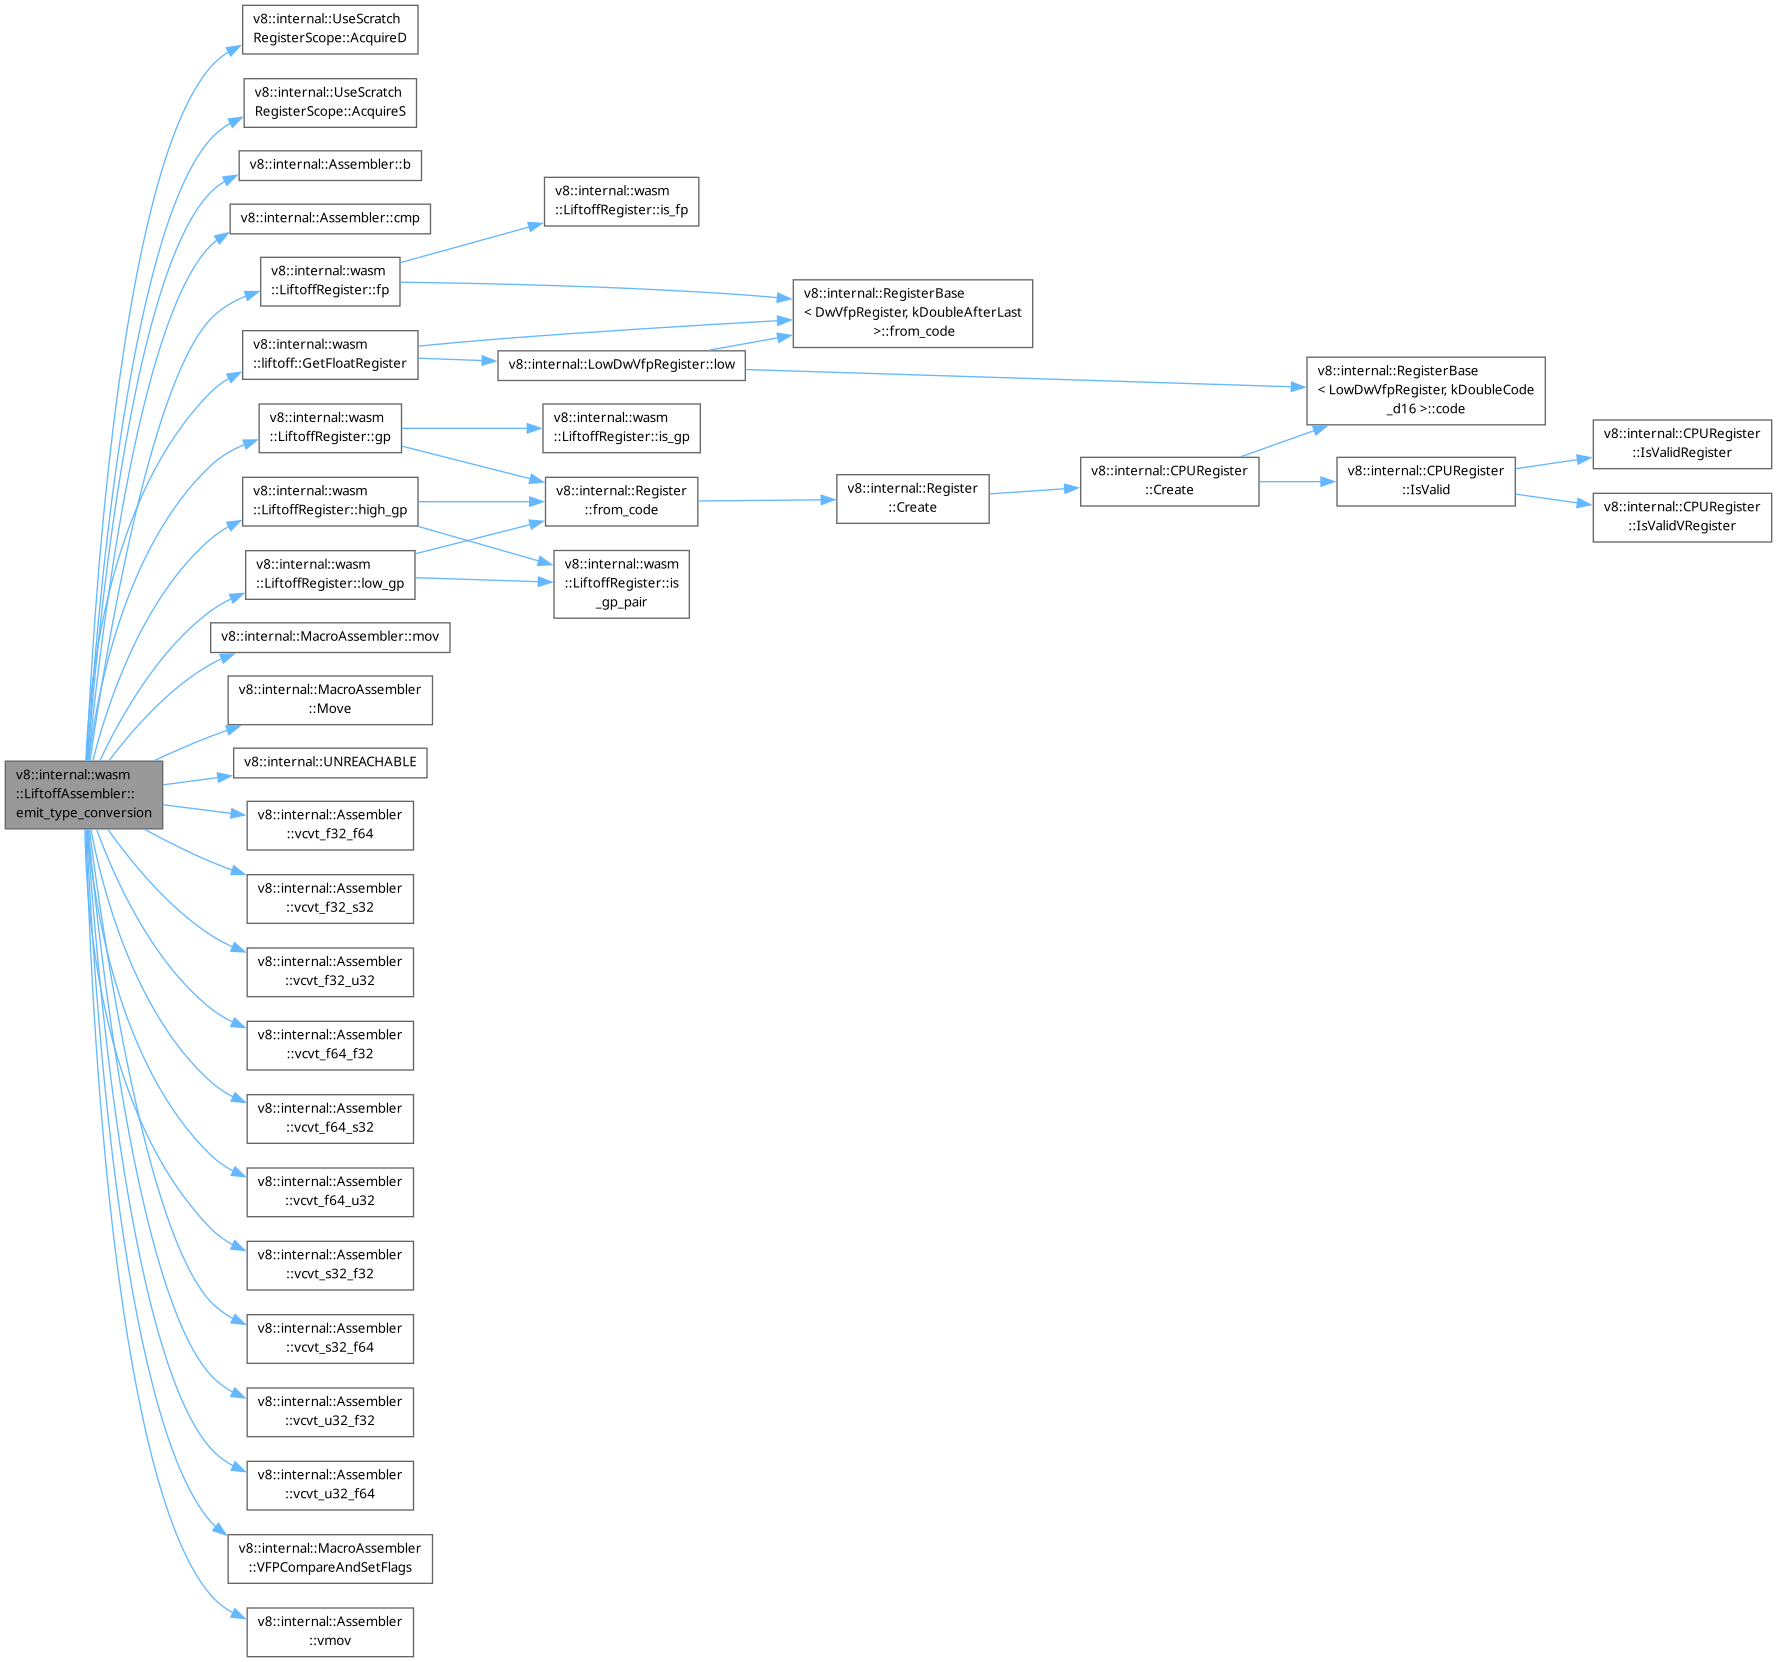 v8::internal::UseScratch
RegisterScope::AcquireD
v8::internal::UseScratch
RegisterScope::AcquireS
v8::internal::Assembler::b
v8::internal::Assembler::cmp
v8::internal::wasm
::LiftoffRegister::fp
v8::internal::wasm
::LiftoffRegister::is_fp
v8::internal::RegisterBase
< DwVfpRegister, kDoubleAfterLast
>::from_code
v8::internal::wasm
::liftoff::GetFloatRegister
v8::internal::LowDwVfpRegister::low
v8::internal::RegisterBase
< LowDwVfpRegister, kDoubleCode
_d16 >::code
v8::internal::wasm
::LiftoffRegister::gp
v8::internal::wasm
::LiftoffRegister::is_gp
v8::internal::wasm
::LiftoffRegister::high_gp
v8::internal::Register
::from_code
v8::internal::Register
::Create
v8::internal::CPURegister
::Create
v8::internal::CPURegister
::IsValid
v8::internal::CPURegister
::IsValidRegister
v8::internal::CPURegister
::IsValidVRegister
v8::internal::wasm
::LiftoffRegister::low_gp
v8::internal::wasm
::LiftoffRegister::is
_gp_pair
v8::internal::MacroAssembler::mov
v8::internal::MacroAssembler
::Move
v8::internal::wasm
::LiftoffAssembler::
emit_type_conversion
v8::internal::UNREACHABLE
v8::internal::Assembler
::vcvt_f32_f64
v8::internal::Assembler
::vcvt_f32_s32
v8::internal::Assembler
::vcvt_f32_u32
v8::internal::Assembler
::vcvt_f64_f32
v8::internal::Assembler
::vcvt_f64_s32
v8::internal::Assembler
::vcvt_f64_u32
v8::internal::Assembler
::vcvt_s32_f32
v8::internal::Assembler
::vcvt_s32_f64
v8::internal::Assembler
::vcvt_u32_f32
v8::internal::Assembler
::vcvt_u32_f64
v8::internal::MacroAssembler
::VFPCompareAndSetFlags
v8::internal::Assembler
::vmov